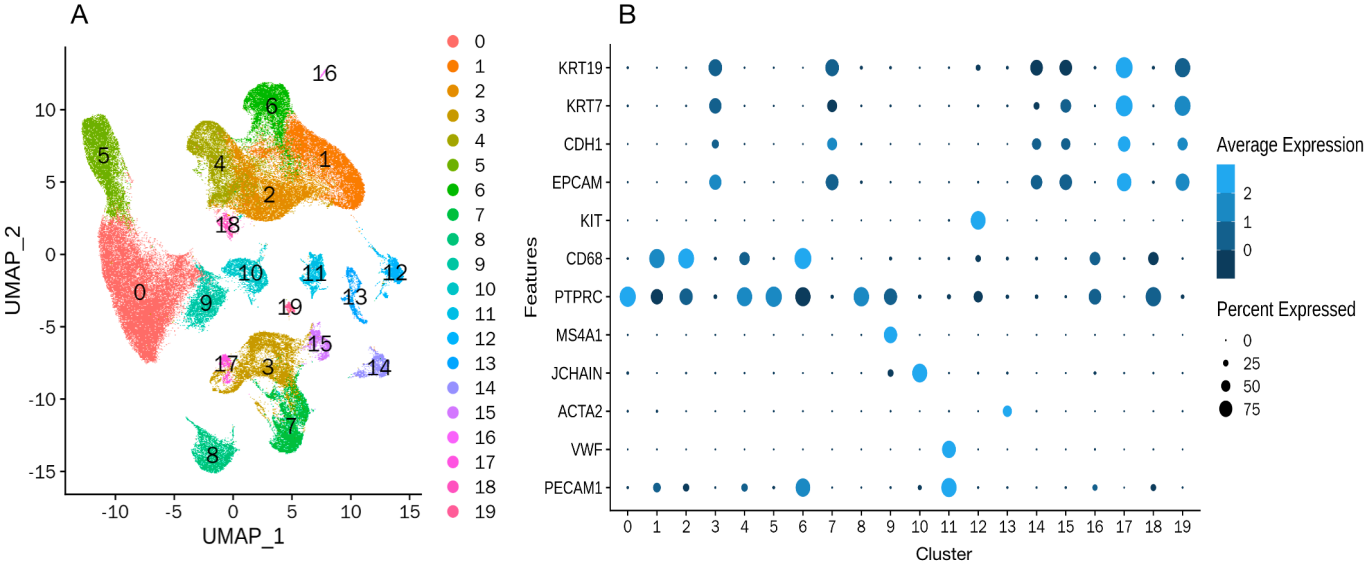 A
B
UMAP_2
10
5
0
-5
-10
-15
-10
-5
0
5
10
15
UMAP_1
16
6
5
4
1
2
18
0
9
10
11
12
13
19
15
17
3
14
7
8
0
1
2
3
4
5
6
7
8
9
10
11
12
13
14
15
16
17
18
19
Features
KRT19
KRT7
CDH1
EPCAM
KIT
CD68
PTPRC
MS4A1
JCHAIN
ACTA2
VWF
PECAM1
0 1 2 3 4 5 6 7 8 9 10 11 12 13 14 15 16 17 18 19
Cluster
Average Expression
2
1
0
Percent Expressed
0
25
50
75